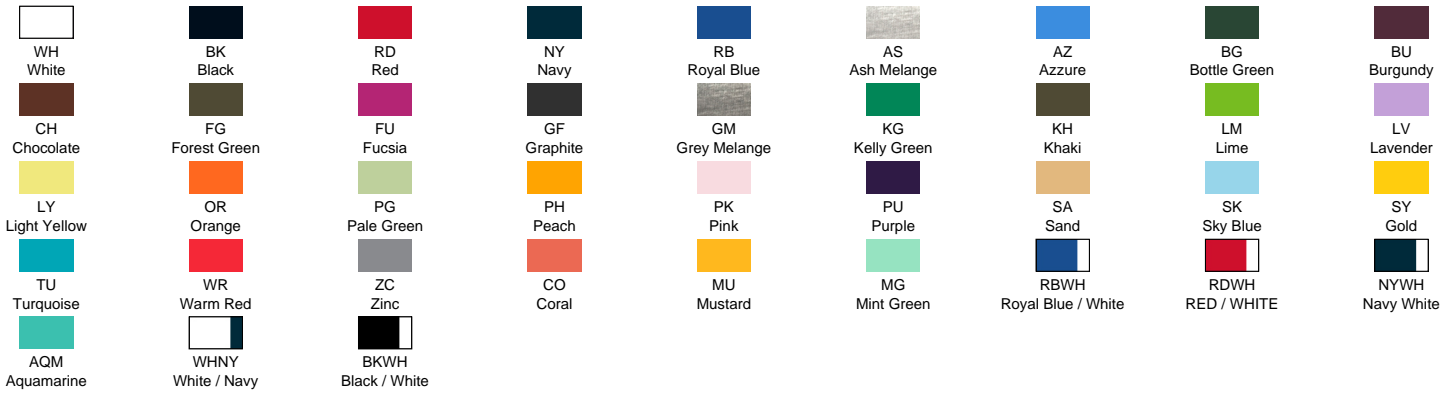 WH BK RD NY RB AS AZ BG BU
White Black Red Navy Royal Blue Ash Melange Azzure Bottle Green Burgundy
CH FG FU GF GM KG KH LM LV
Chocolate Forest Green Fucsia Graphite Grey Melange Kelly Green Khaki Lime Lavender
LY OR PG PH PK PU SA SK SY
Light Yellow Orange Pale Green Peach Pink Purple Sand Sky Blue Gold
TU WR ZC CO MU MG RBWH RDWH NYWH
Turquoise Warm Red Zinc Coral Mustard Mint Green Royal Blue / White RED / WHITE Navy White
AQM WHNY BKWH
Aquamarine White / Navy Black / White